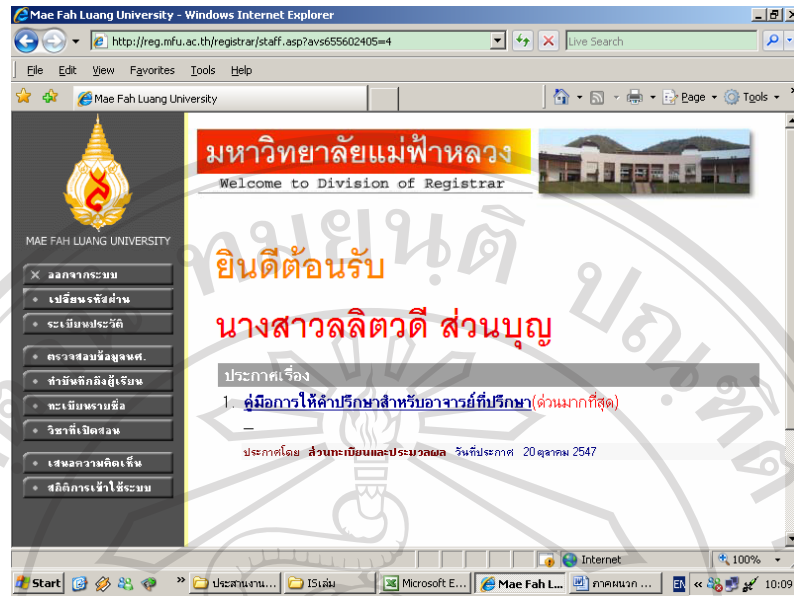 Mae Fah Luang University - Windows Internet Explorer
http://reg.mfu.ac.th/registrar/staff.asp?avs655602405=4
Live Search
File Edit View Favorites Tools Help
Mae Fah Luang University
Page Tools
มหาวิทยาลัยแม่ฟ้าหลวง
Welcome to Division of Registrar
MAE FAH LUANG UNIVERSITY
ออกจากระบบ
เปลี่ยนรหัสผ่าน
ระเบียนประวัติ
ตรวจสอบข้อมูลนศ.
ทำบันทึกถึงผู้เรียน
ทะเบียนรายชื่อ
วิชาที่เปิดสอน
เสนอความคิดเห็น
สถิติการเข้าใช้ระบบ
ยินดีต้อนรับ
นางสาวลลิตวดี ส่วนบุญ
ประกาศเรื่อง
1. คู่มือการให้คำปรึกษาสำหรับอาจารย์ที่ปรึกษา(ด่วนมากที่สุด)
ประกาศโดย ส่วนทะเบียนและประมวลผล วันที่ประกาศ 20 ตุลาคม 2547
Internet 100%
Start » ประสานงาน... ISเล่ม Microsoft E... Mae Fah L... ภาคผนวก ... EN « 10:09